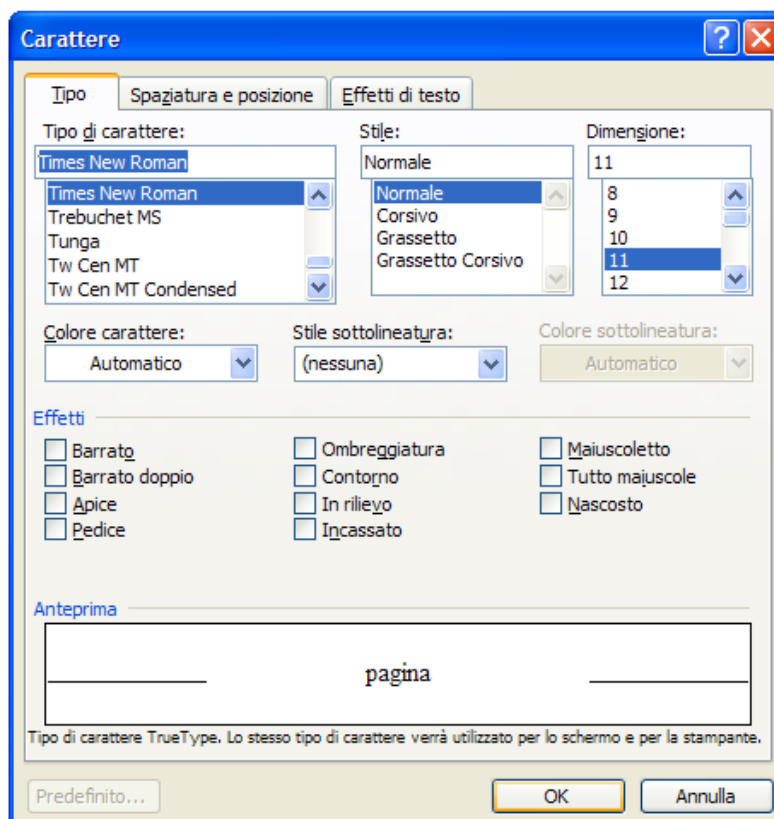 Carattere
Tipo
Spaziatura e posizione
Effetti di testo
Tipo di carattere:
Stile:
Dimensione:
Times New Roman
Normale
11
Times New Roman
Trebuchet MS
Tunga
Tw Cen MT
Tw Cen MT Condensed
Normale
Corsivo
Grassetto
Grassetto Corsivo
8
9
10
11
12
Colore carattere:
Stile sottolineatura:
Colore sottolineatura:
Automatico
(nessuna)
Automatico
Effetti
Barrato
Barrato doppio
Apice
Pedice
Ombreggiatura
Contorno
In rilievo
Incassato
Maiuscoletto
Tutto maiuscole
Nascosto
Anteprima
pagina
Tipo di carattere TrueType. Lo stesso tipo di carattere verrà utilizzato per lo schermo e per la stampante.
Predefinito...
OK
Annulla